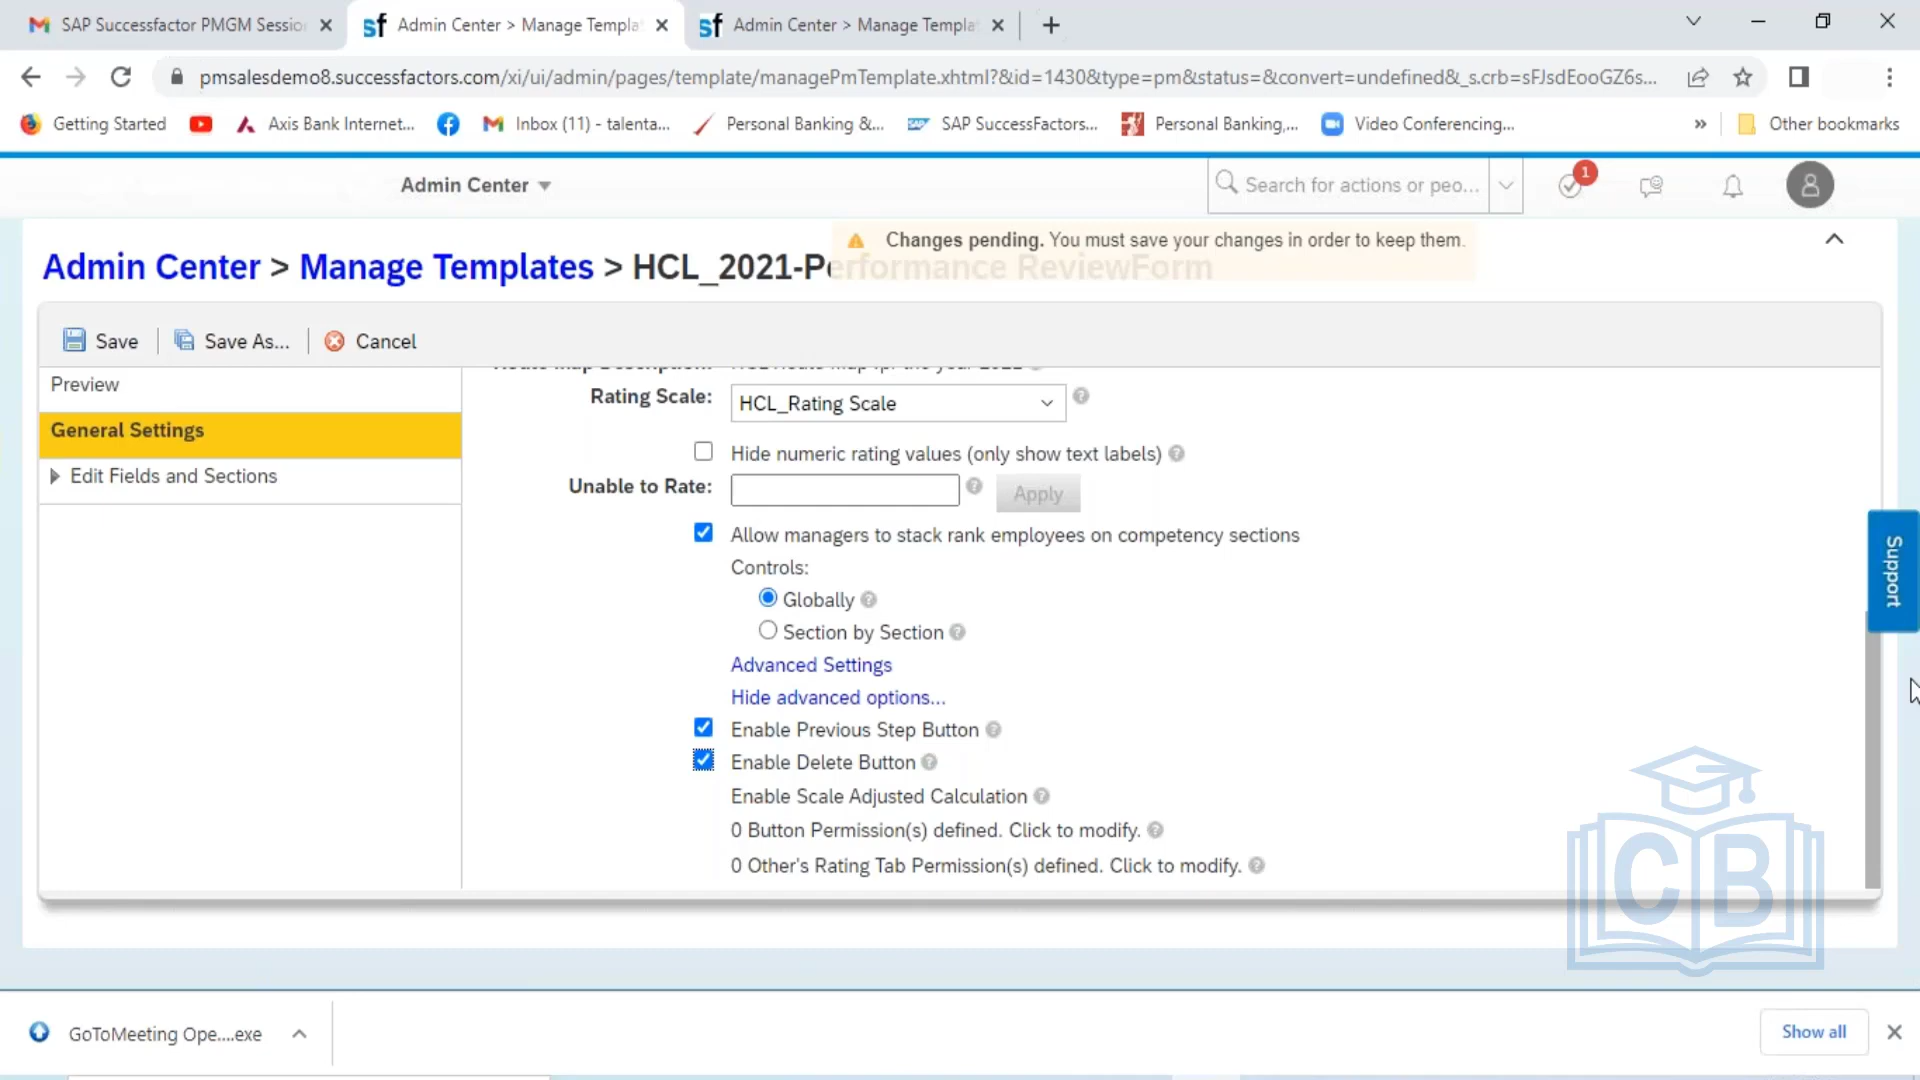 SAP Successfactor PMGM Session
Admin Center > Manage Templa
Admin Center > Manage Templa
pmsalesdemo8.successfactors.com/xi/ui/admin/pages/template/managePmTemplate.xhtml?&id=1430&type=pm&status=&convert=undefined&_s.crb=sFJsdEooGZ6s...
Getting Started
Axis Bank Internet...
Inbox (11) - talenta...
Personal Banking &...
SAP SuccessFactors...
Personal Banking,...
Video Conferencing...
Other bookmarks
Admin Center
Search for actions or peo...
1
Changes pending. You must save your changes in order to keep them.
Admin Center > Manage Templates > HCL_2021-Performance ReviewForm
Save
Save As...
Cancel
Preview
General Settings
Edit Fields and Sections
Rating Scale:
HCL_Rating Scale
Hide numeric rating values (only show text labels)
Unable to Rate:
Apply
Allow managers to stack rank employees on competency sections
Controls:
Globally
Section by Section
Advanced Settings
Hide advanced options...
Enable Previous Step Button
Enable Delete Button
Enable Scale Adjusted Calculation
0 Button Permission(s) defined. Click to modify.
0 Other's Rating Tab Permission(s) defined. Click to modify.
Support
CB
GoToMeeting Ope....exe
Show all